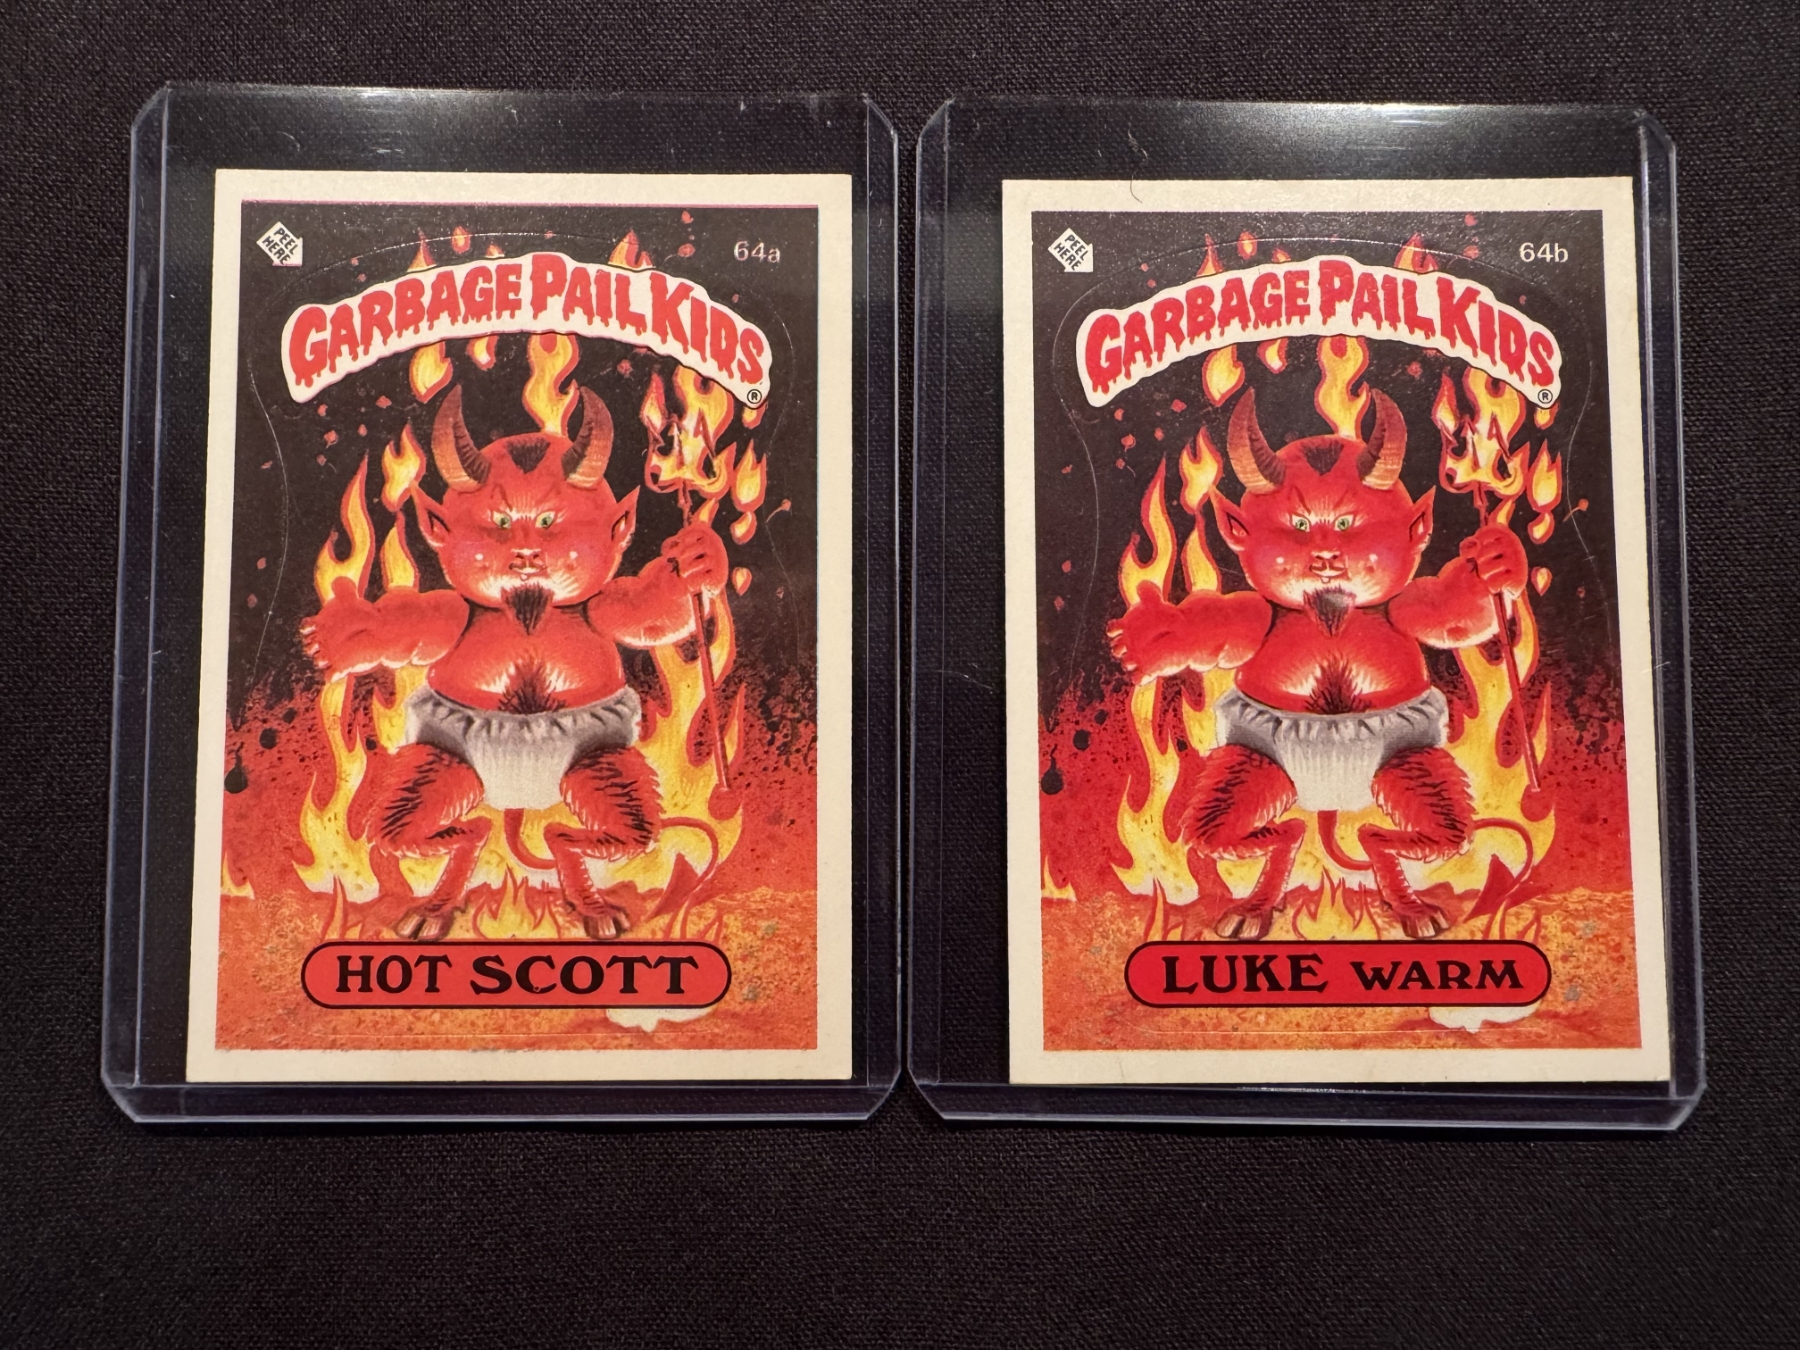 PEEL
HERE
64a
GARBAGE PAIL KIDS
®
HOT SCOTT
PEEL
HERE
64b
GARBAGE PAIL KIDS
®
LUKE WARM